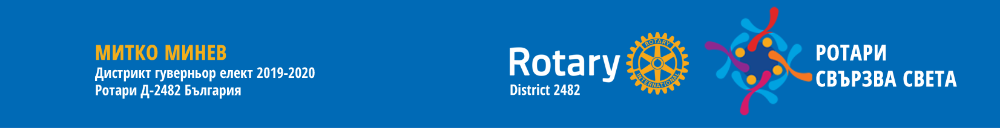 МИТКО МИНЕВ
Дистрикт гуверньор елект 2019-2020
Ротари Д-2482 България
Rotary
District 2482
ROTARY
INTERNATIONAL
РОТАРИ
СВЪРЗВА СВЕТА